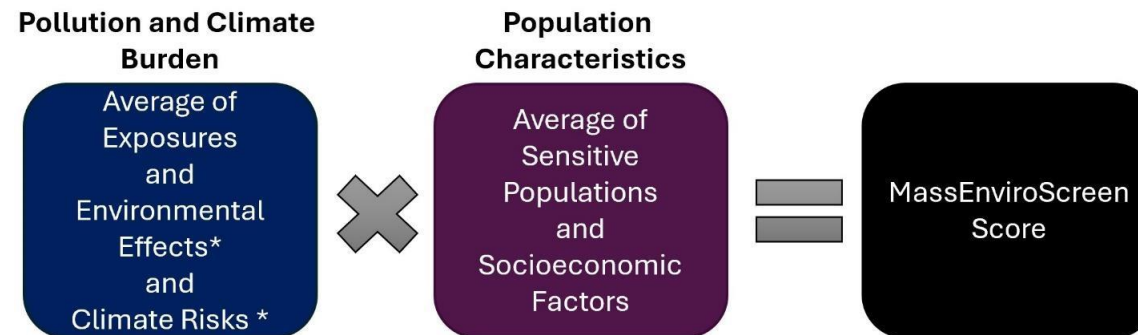 Pollution and Climate
Burden
Average of
Exposures
and
Environmental
Effects*
and
Climate Risks *
Population
Characteristics
Average of
Sensitive
Populations
and
Socioeconomic
Factors
MassEnviroScreen
Score